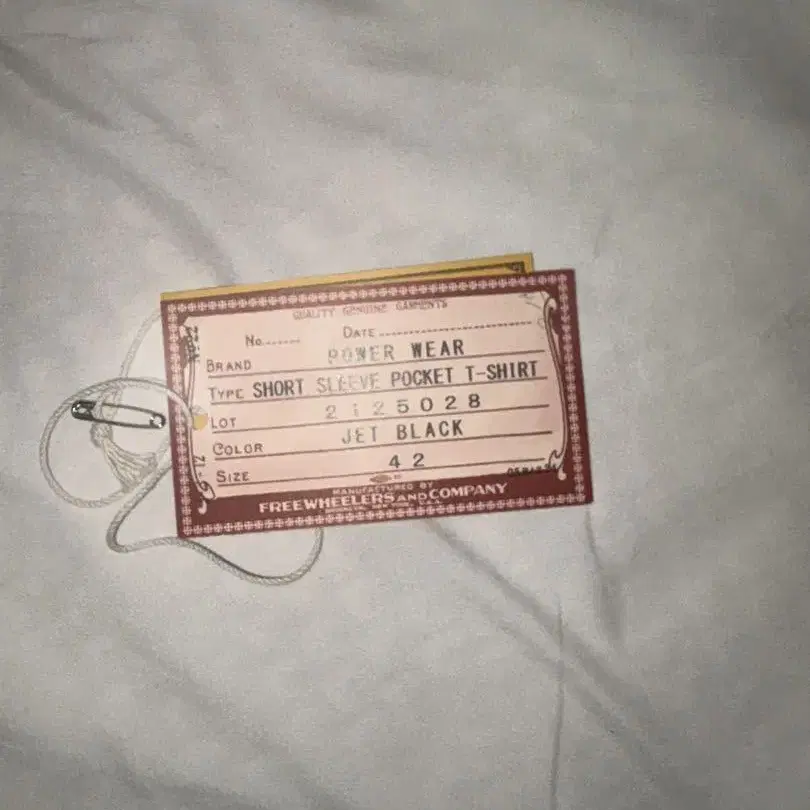 QUALITY GENUINE GARMENTS
No....... DATE
BRAND POWER WEAR
TYPE SHORT SLEEVE POCKET T-SHIRT
LOT 2125028
COLOR JET BLACK
SIZE 42
MANUFACTURED BY
FREEWHEELERS AND COMPANY